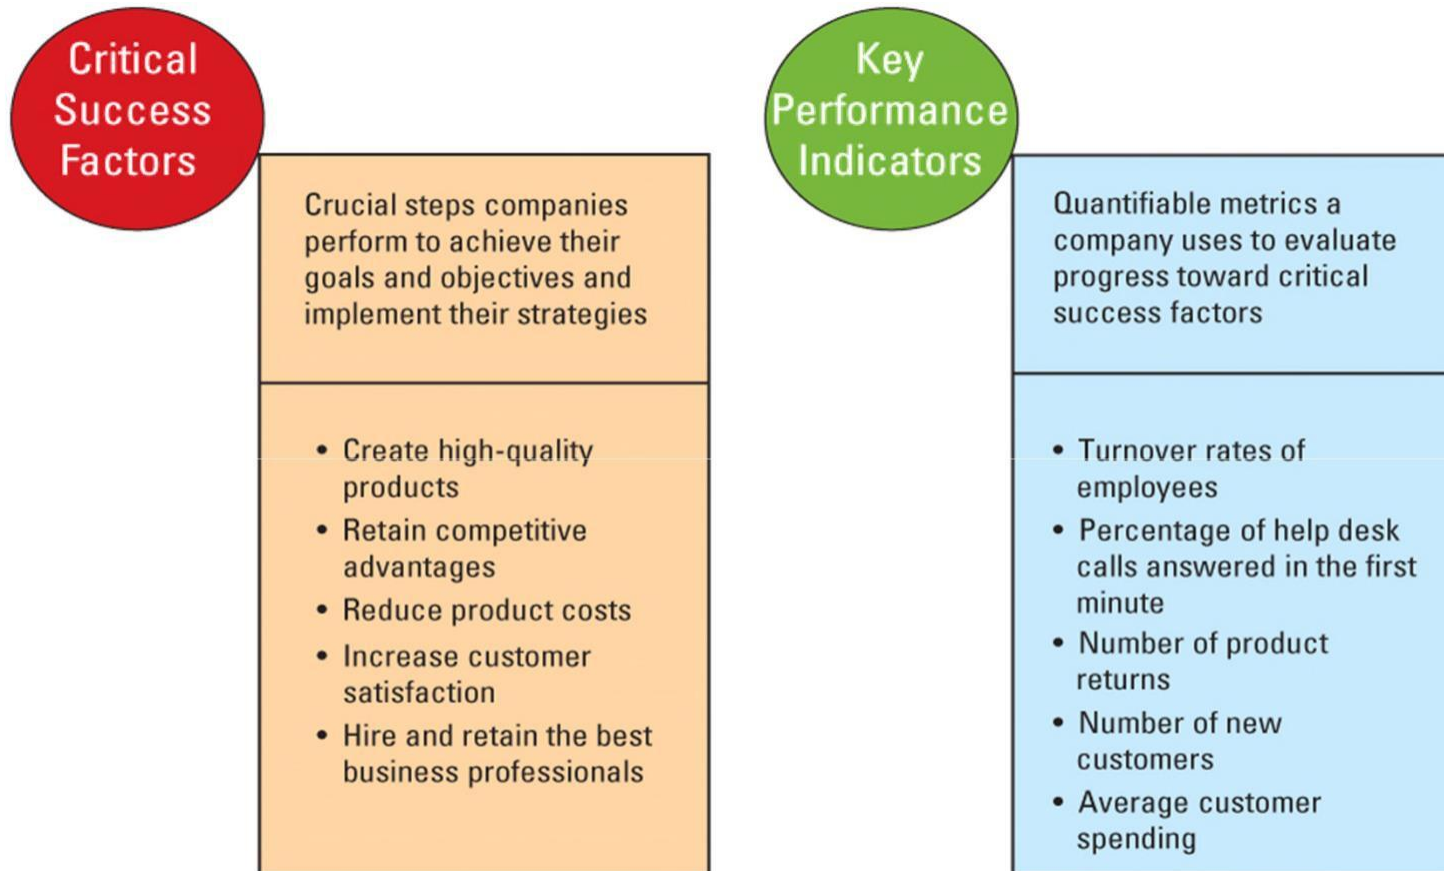 Critical
Success
Factors
Crucial steps companies
perform to achieve their
goals and objectives and
implement their strategies
• Create high-quality
products
• Retain competitive
advantages
• Reduce product costs
• Increase customer
satisfaction
• Hire and retain the best
business professionals
Key
Performance
Indicators
Quantifiable metrics a
company uses to evaluate
progress toward critical
success factors
• Turnover rates of
employees
• Percentage of help desk
calls answered in the first
minute
• Number of product
returns
• Number of new
customers
• Average customer
spending